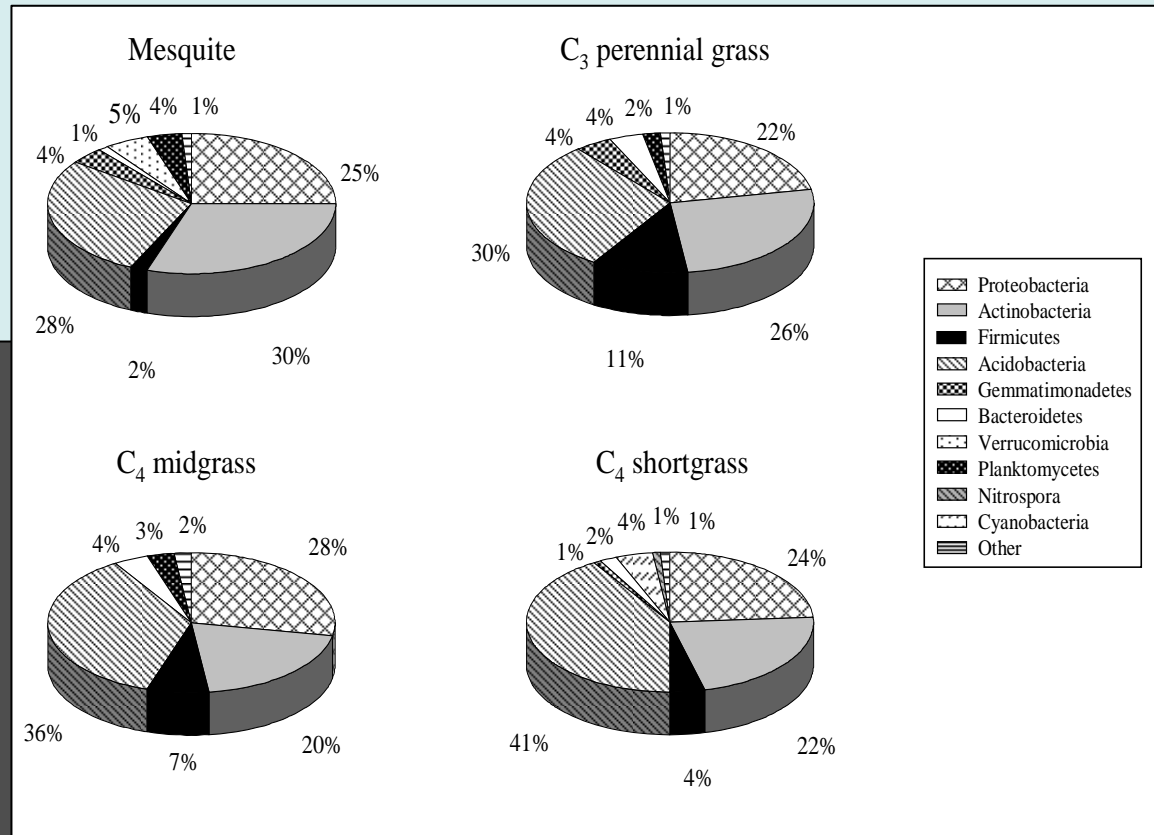 Mesquite
4% 1% 5% 4% 1%
25%
30%
2%
28%
C₃ perennial grass
4% 4% 2% 1%
22%
26%
11%
30%
C₄ midgrass
4% 3% 2%
28%
20%
7%
36%
C₄ shortgrass
1% 2% 4% 1% 1%
24%
22%
4%
41%
Proteobacteria
Actinobacteria
Firmicutes
Acidobacteria
Gemmatimonadetes
Bacteroidetes
Verrucomicrobia
Planktomycetes
Nitrospora
Cyanobacteria
Other